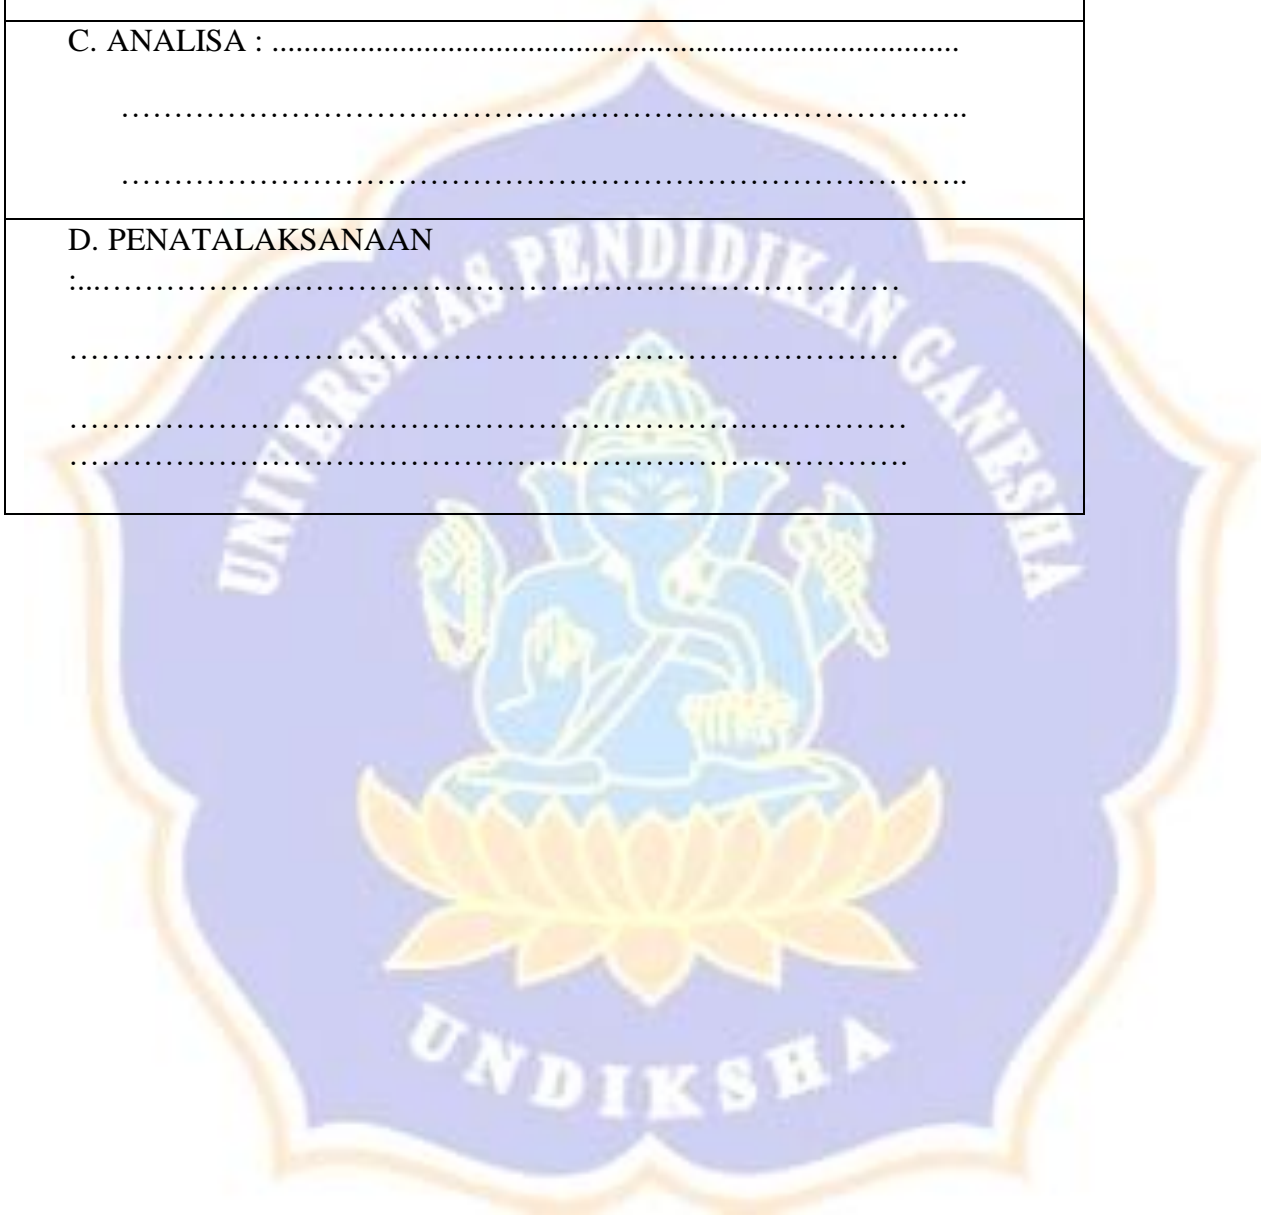 C. ANALISA : ......................................................................................
……………………………………………………………………..
……………………………………………………………………..
D. PENATALAKSANAAN
:...…………………………………………………………………
……………………………………………………………………
……………………………………………………….……………
…………………………………………………………………….
UNIVERSITAS PENDIDIKAN GANESHA
UNDIKSHA